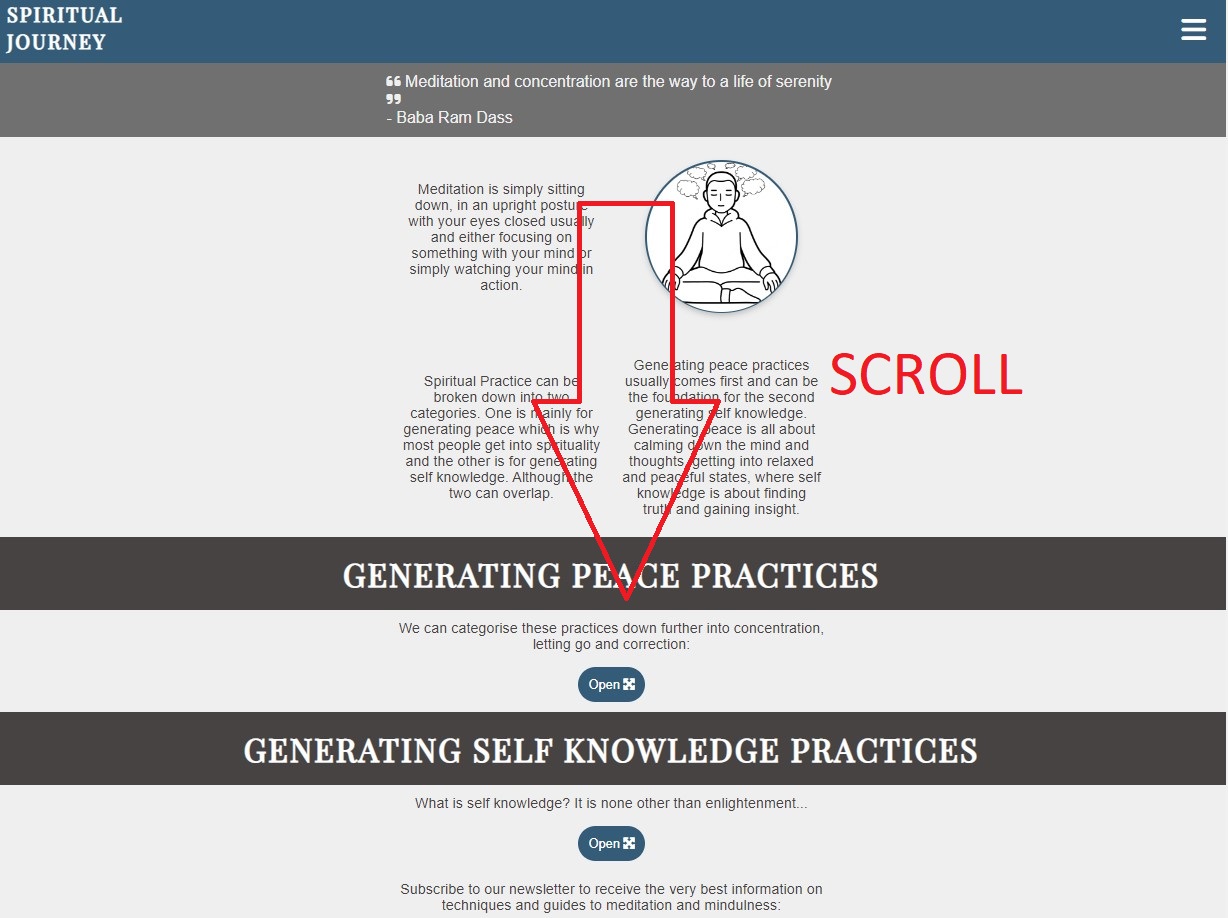 SPIRITUAL
JOURNEY
❝ Meditation and concentration are the way to a life of serenity
❞
- Baba Ram Dass
Meditation is simply sitting
down, in an upright posture
with your eyes closed usually
and either focusing on
something with your mind or
simply watching your mind in
action.
Spiritual Practice can be
broken down into two
categories. One is mainly for
generating peace which is why
most people get into spirituality
and the other is for generating
self knowledge. Although the
two can overlap.
Generating peace practices
usually comes first and can be
the foundation for the second
generating self knowledge.
Generating peace is all about
calming down the mind and
thoughts, getting into relaxed
and peaceful states, where self
knowledge is about finding
truth and gaining insight.
SCROLL
GENERATING PEACE PRACTICES
We can categorise these practices down further into concentration,
letting go and correction:
Open
GENERATING SELF KNOWLEDGE PRACTICES
What is self knowledge? It is none other than enlightenment...
Open
Subscribe to our newsletter to receive the very best information on
techniques and guides to meditation and mindulness: